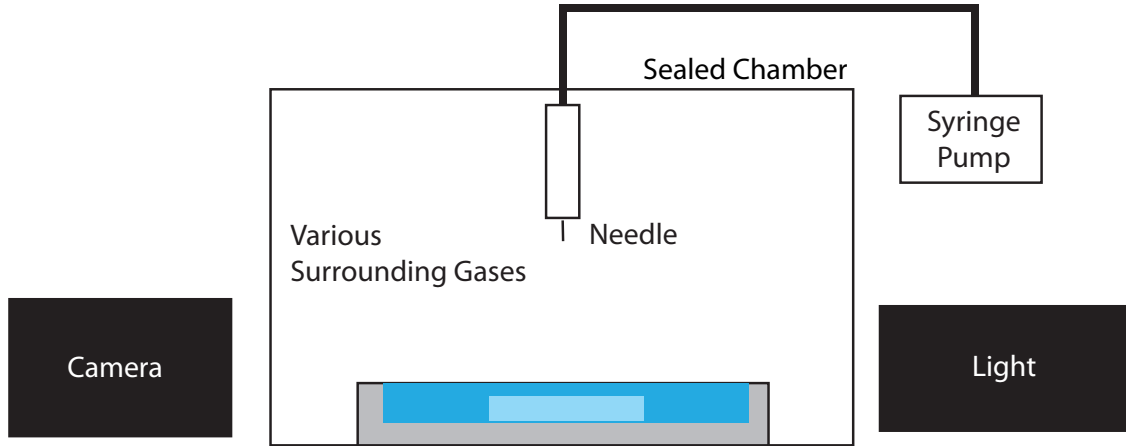 Sealed Chamber
Syringe
Pump
Needle
Various
Surrounding Gases
Camera
Light